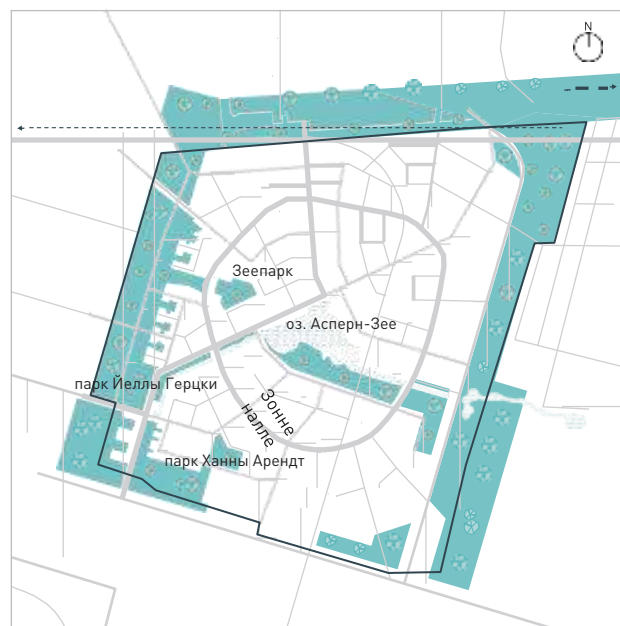 N
Зеепарк
оз. Асперн-Зее
парк Йеллы Герцки
Зонне
налле
парк Ханны Арендт